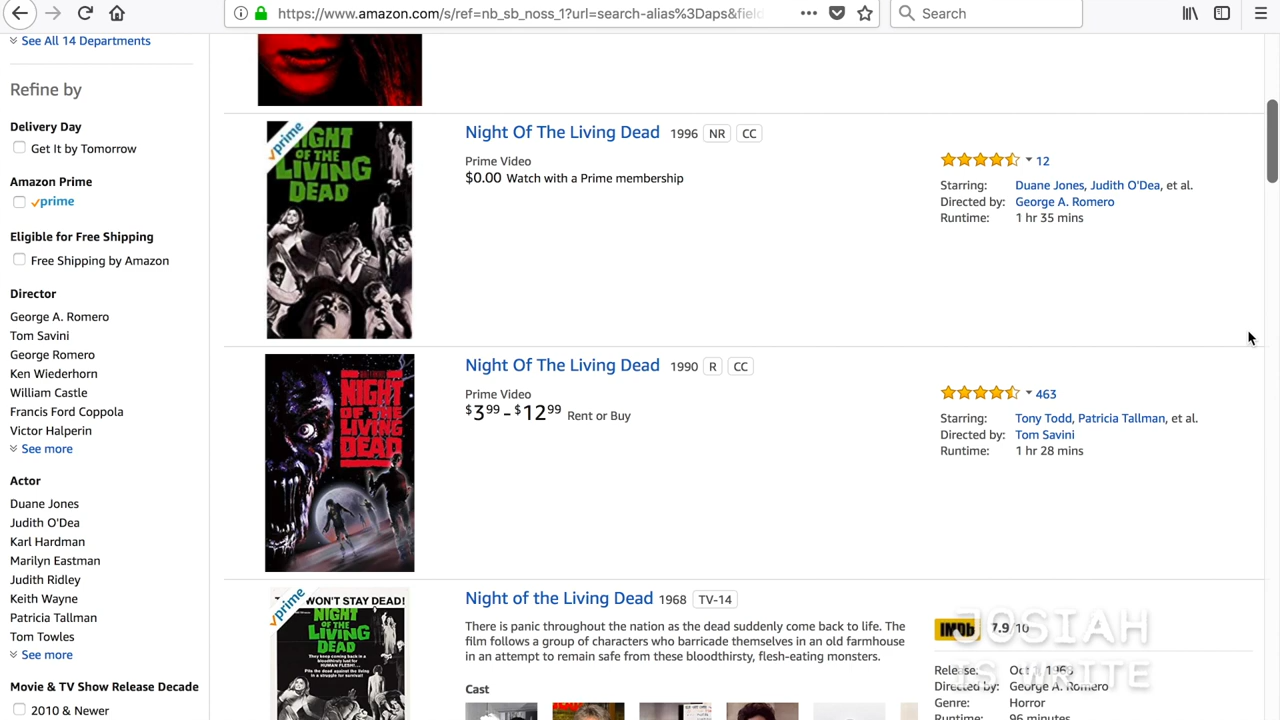 https://www.amazon.com/s/ref=nb_sb_noss_1?url=search-alias%3Daps&field
Search
See All 14 Departments
Refine by
Delivery Day
Get It by Tomorrow
Amazon Prime
prime
Eligible for Free Shipping
Free Shipping by Amazon
Director
George A. Romero
Tom Savini
George Romero
Ken Wiederhorn
William Castle
Francis Ford Coppola
Victor Halperin
See more
Actor
Duane Jones
Judith O'Dea
Karl Hardman
Marilyn Eastman
Judith Ridley
Keith Wayne
Patricia Tallman
Tom Towles
See more
Movie & TV Show Release Decade
2010 & Newer
prime
NIGHT
OF THE
LIVING
DEAD
Night Of The Living Dead 1996 NR CC
Prime Video
$0.00 Watch with a Prime membership
12
Starring: Duane Jones, Judith O'Dea, et al.
Directed by: George A. Romero
Runtime: 1 hr 35 mins
NIGHT
OF THE
LIVING
DEAD
Night Of The Living Dead 1990 R CC
Prime Video
$3.99 - $12.99 Rent or Buy
463
Starring: Tony Todd, Patricia Tallman, et al.
Directed by: Tom Savini
Runtime: 1 hr 28 mins
prime
WON'T STAY DEAD!
NIGHT
OF THE
LIVING
DEAD
Night of the Living Dead 1968 TV-14
There is panic throughout the nation as the dead suddenly come back to life. The
film follows a group of characters who barricade themselves in an old farmhouse
in an attempt to remain safe from these bloodthirsty, flesh-eating monsters.
Cast
IMDb 7.9/10
Directed by: George A. Romero
Genre: Horror
Runtime: 96 minutes